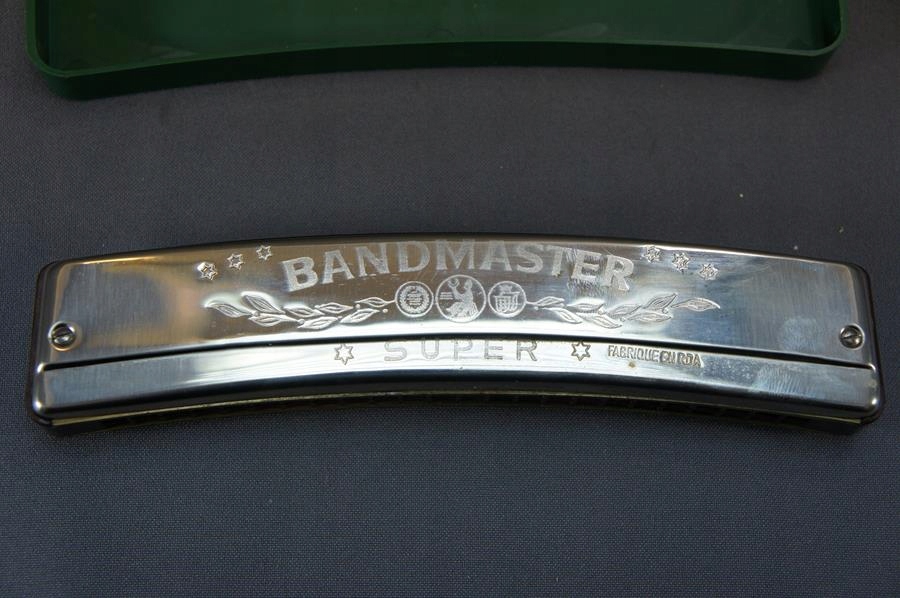 BANDMASTER
SUPER
FABRIQUE EN RDA